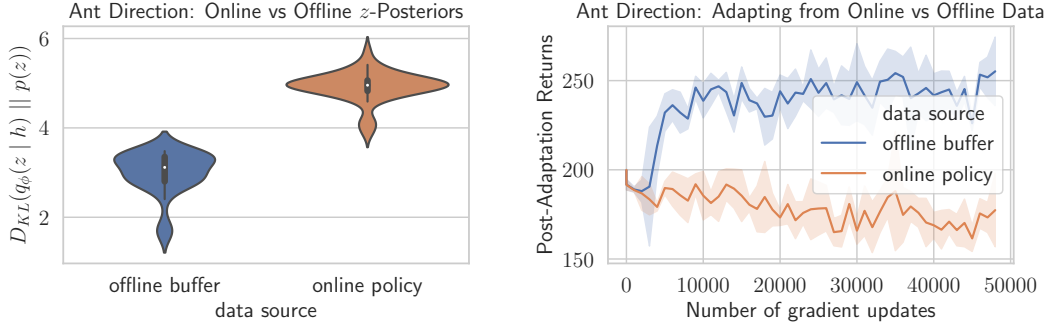 Ant Direction: Online vs Offline z-Posteriors
D_{KL}(q_ϕ(z | h) || p(z))
6
4
2
offline buffer
online policy
data source
Ant Direction: Adapting from Online vs Offline Data
Post-Adaptation Returns
250
200
150
data source
offline buffer
online policy
0
10000
20000
30000
40000
50000
Number of gradient updates